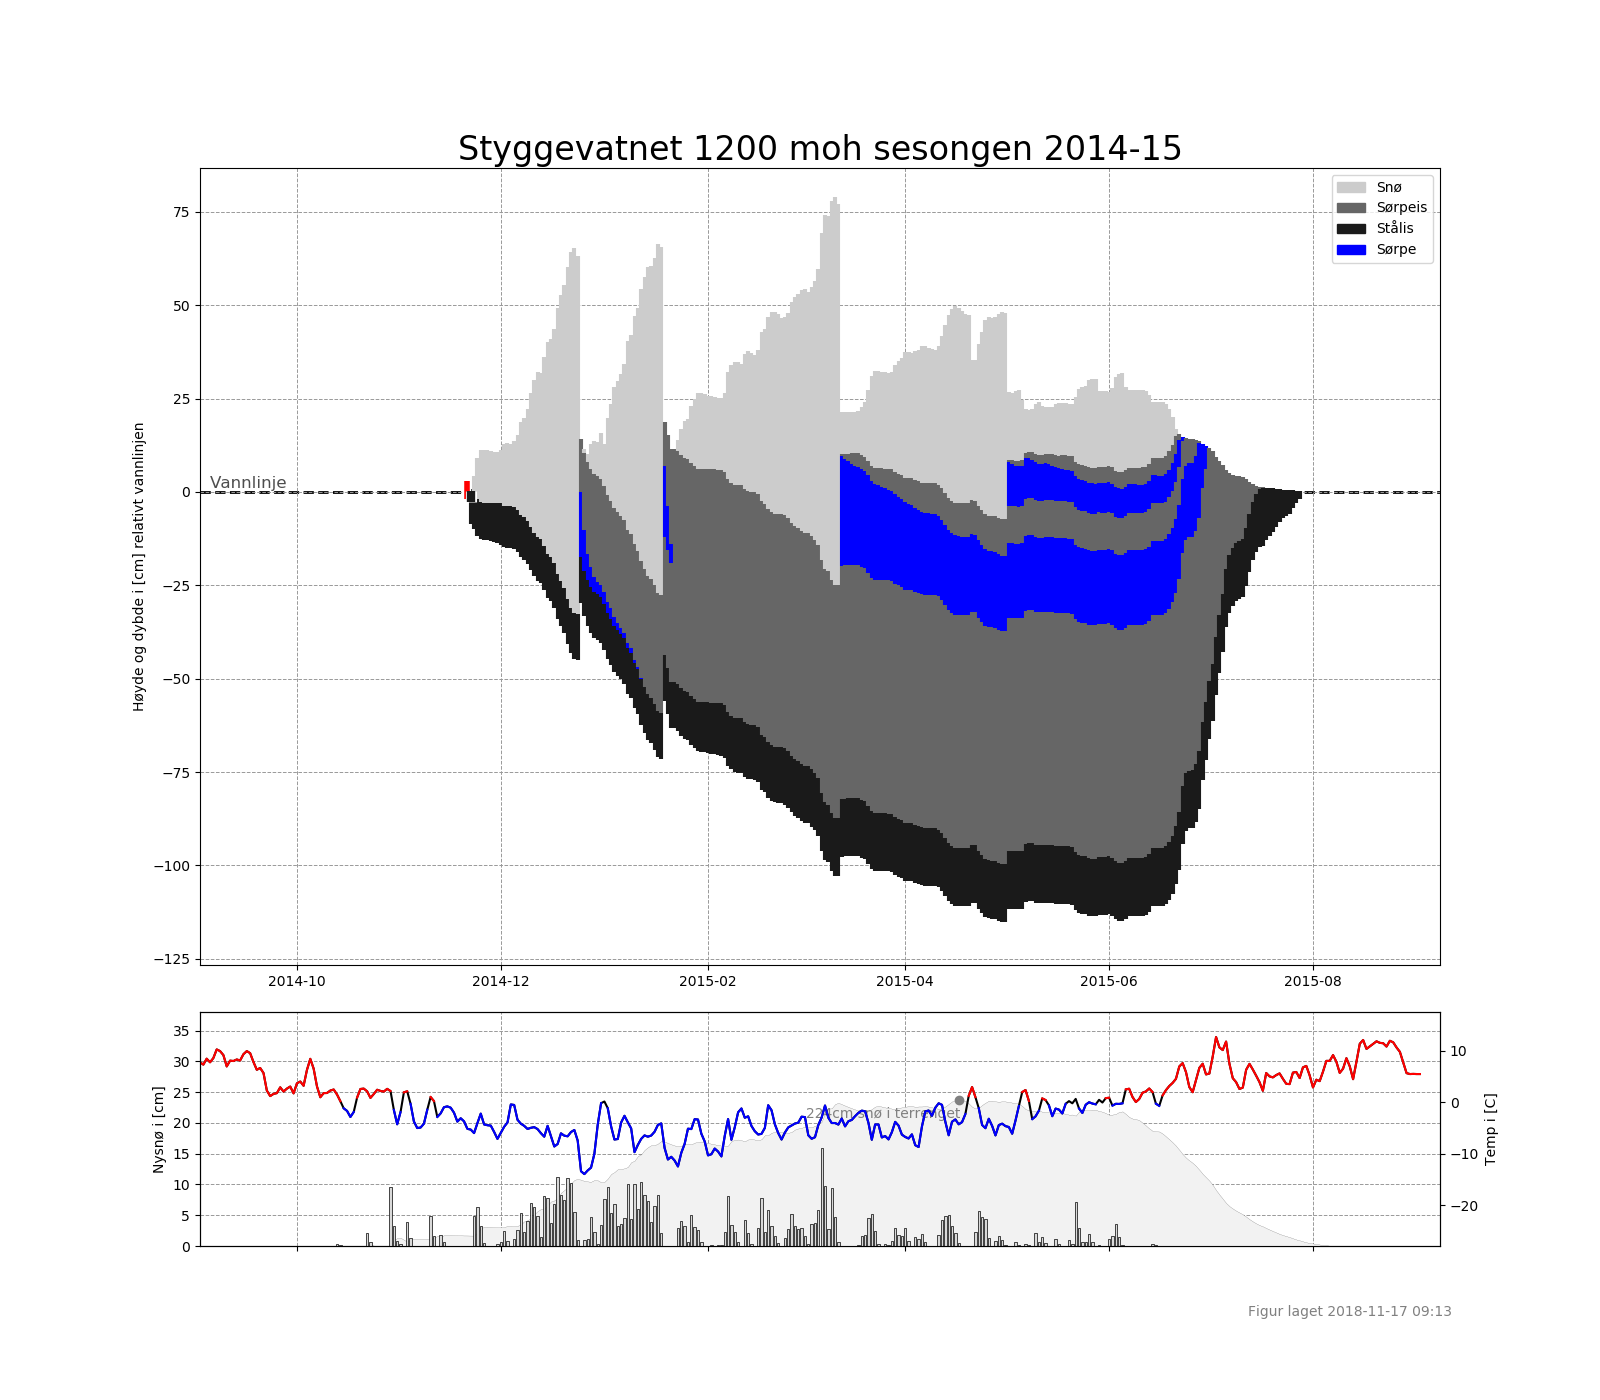 Styggevatnet 1200 moh sesongen 2014-15
Høyde og dybde i [cm] relativt vannlinjen
75
50
25
0
−25
−50
−75
−100
−125
Vannlinje
Snø
Sørpeis
Stålis
Sørpe
2014-10
2014-12
2015-02
2015-04
2015-06
2015-08
Nysnø i [cm]
35
30
25
20
15
10
5
0
224cm snø i terrenget
10
0
−10
−20
Temp i [C]
Figur laget 2018-11-17 09:13